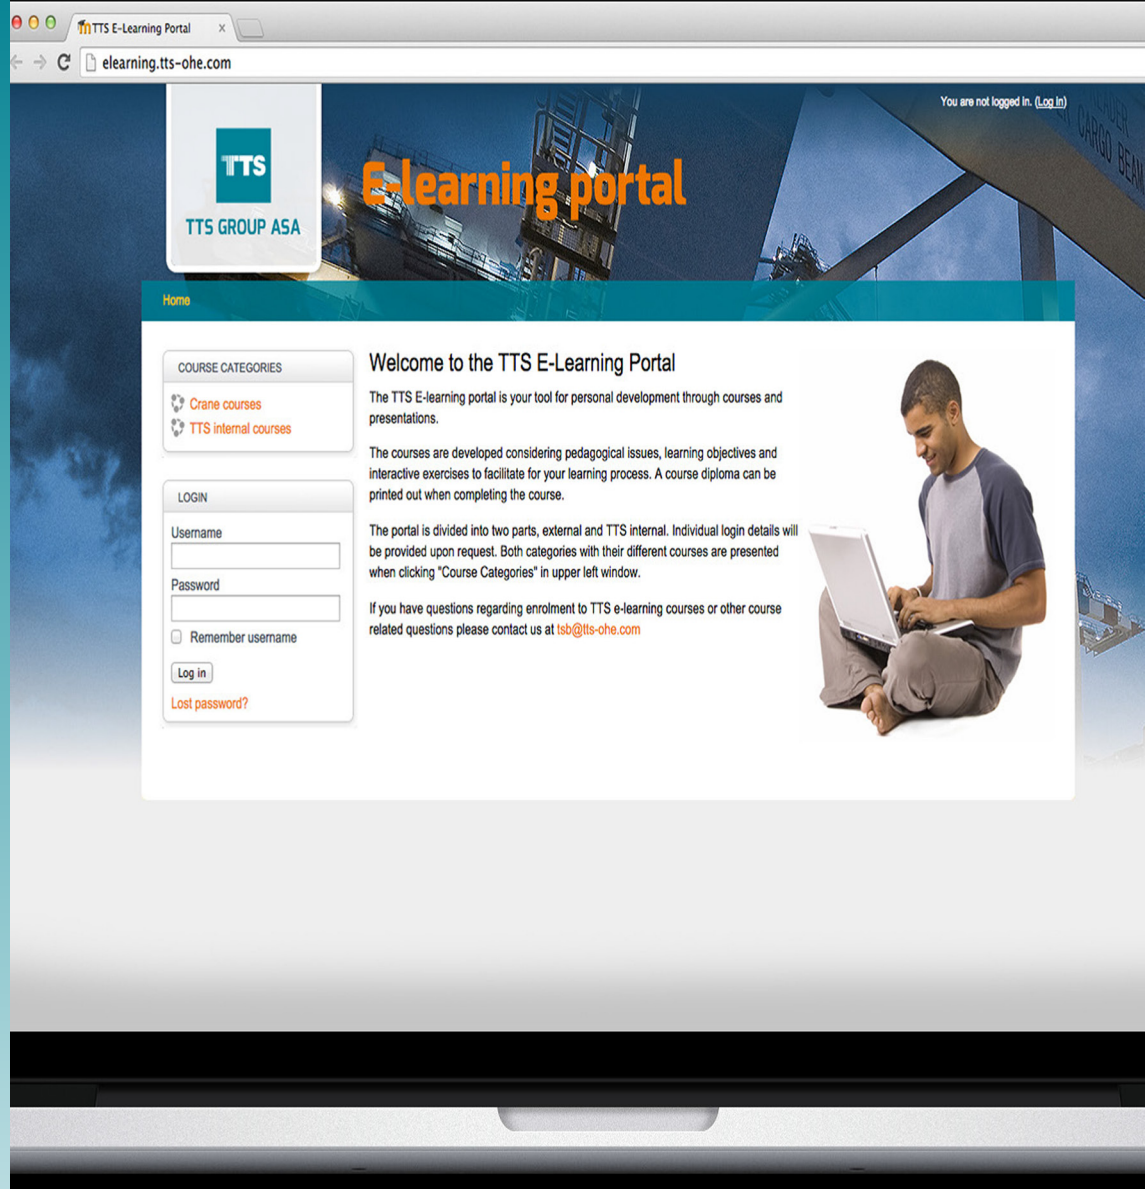 TTS E-Learning Portal
elearning.tts-ohe.com
You are not logged in. (Log in)
CARGO BEAM
TTS
TTS GROUP ASA
E-learning portal
Home
COURSE CATEGORIES
Crane courses
TTS internal courses
LOGIN
Username
Password
Remember username
Log in
Lost password?
Welcome to the TTS E-Learning Portal
The TTS E-learning portal is your tool for personal development through courses and
presentations.
The courses are developed considering pedagogical issues, learning objectives and
interactive exercises to facilitate for your learning process. A course diploma can be
printed out when completing the course.
The portal is divided into two parts, external and TTS internal. Individual login details will
be provided upon request. Both categories with their different courses are presented
when clicking "Course Categories" in upper left window.
If you have questions regarding enrolment to TTS e-learning courses or other course
related questions please contact us at tsb@tts-ohe.com